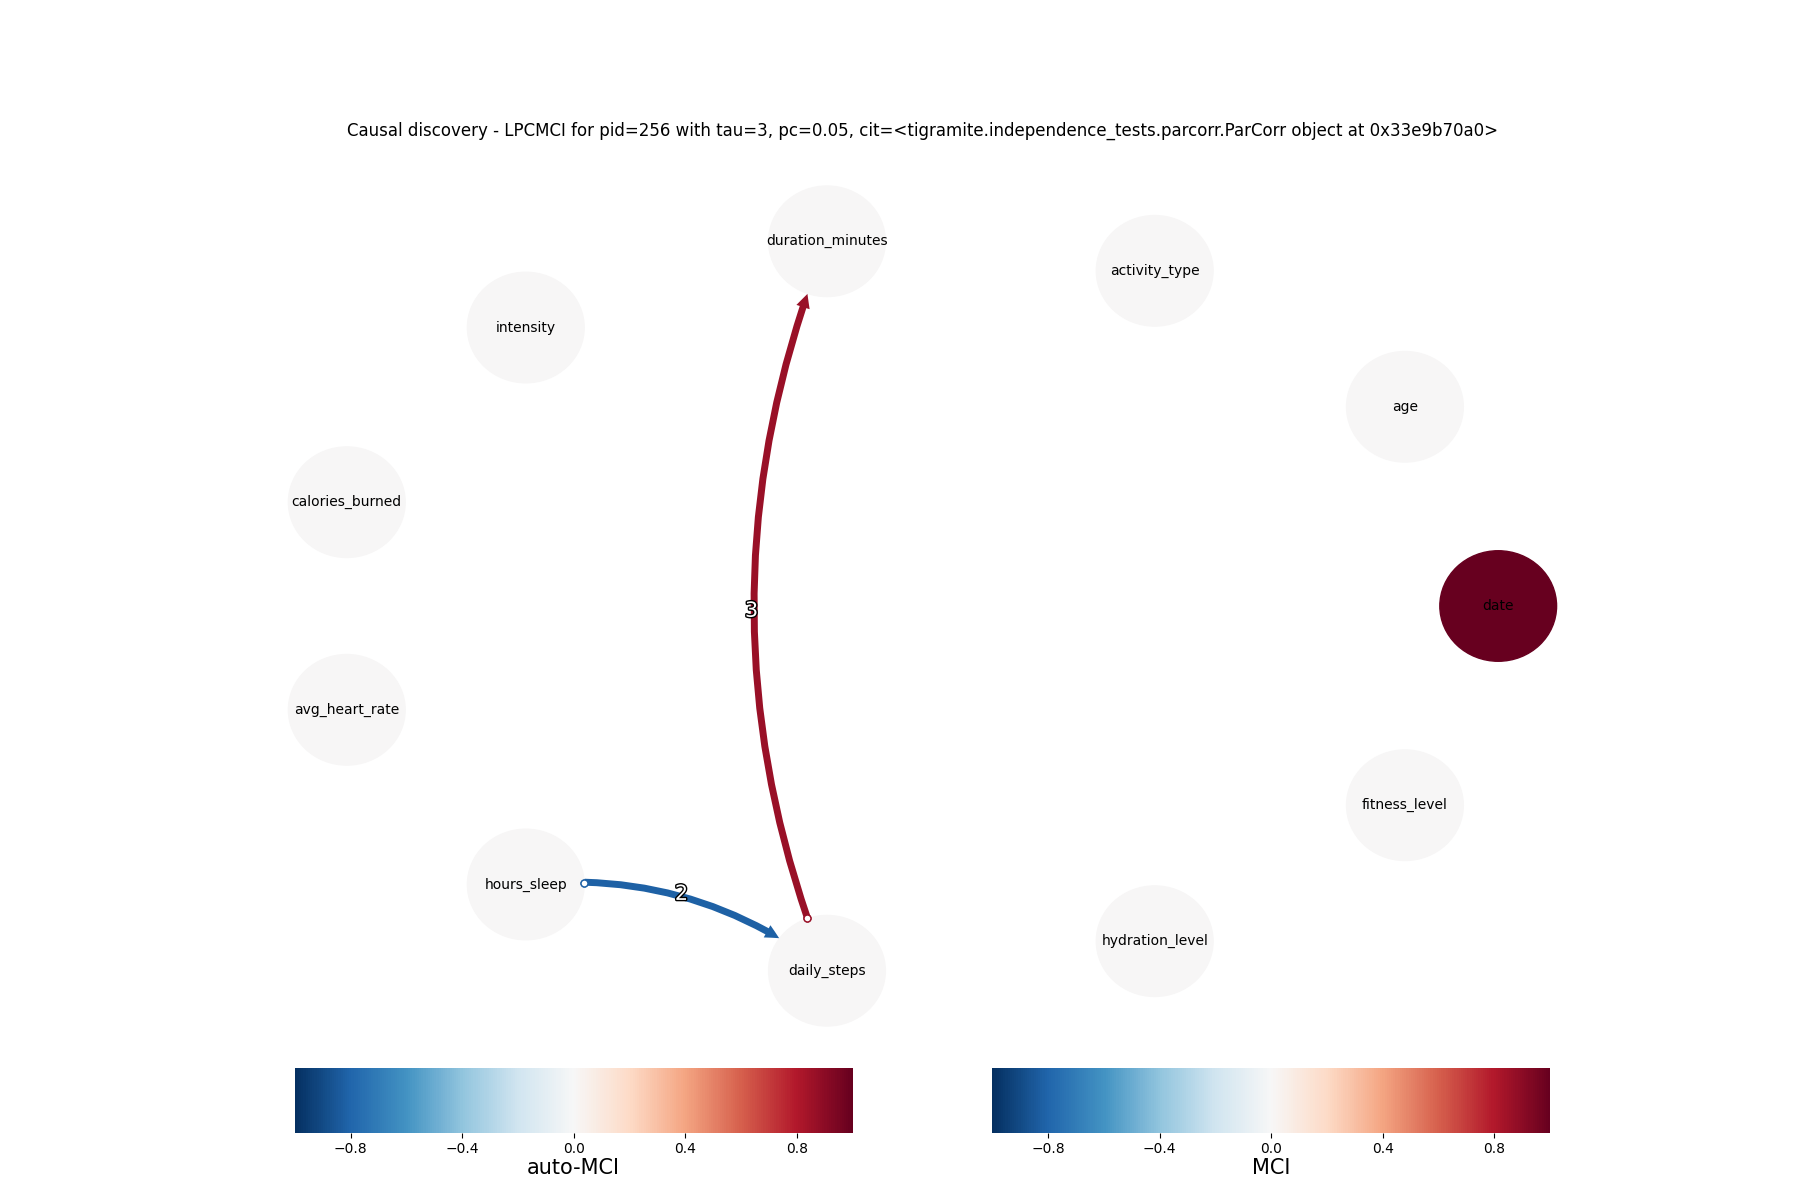 Causal discovery - LPCMCI for pid=256 with tau=3, pc=0.05, cit=<tigramite.independence_tests.parcorr.ParCorr object at 0x33e9b70a0>
duration_minutes
activity_type
intensity
age
calories_burned
date
3
avg_heart_rate
fitness_level
hours_sleep
2
hydration_level
daily_steps
−0.8 −0.4 0.0 0.4 0.8
auto-MCI
−0.8 −0.4 0.0 0.4 0.8
MCI